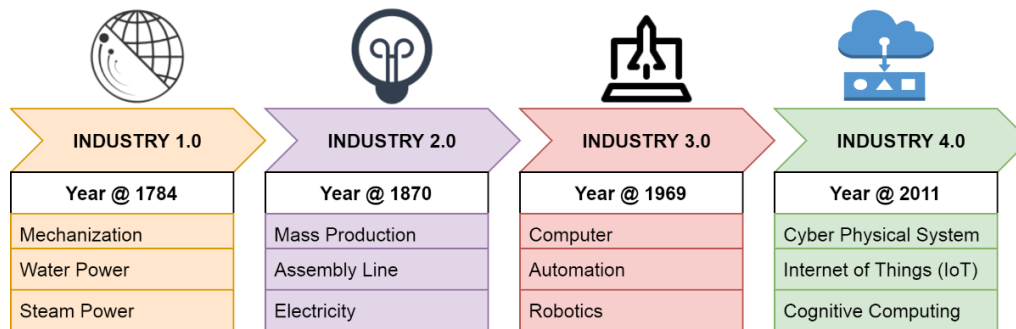 INDUSTRY 1.0
INDUSTRY 2.0
INDUSTRY 3.0
INDUSTRY 4.0
Year @ 1784
Year @ 1870
Year @ 1969
Year @ 2011
Mechanization
Mass Production
Computer
Cyber Physical System
Water Power
Assembly Line
Automation
Internet of Things (IoT)
Steam Power
Electricity
Robotics
Cognitive Computing